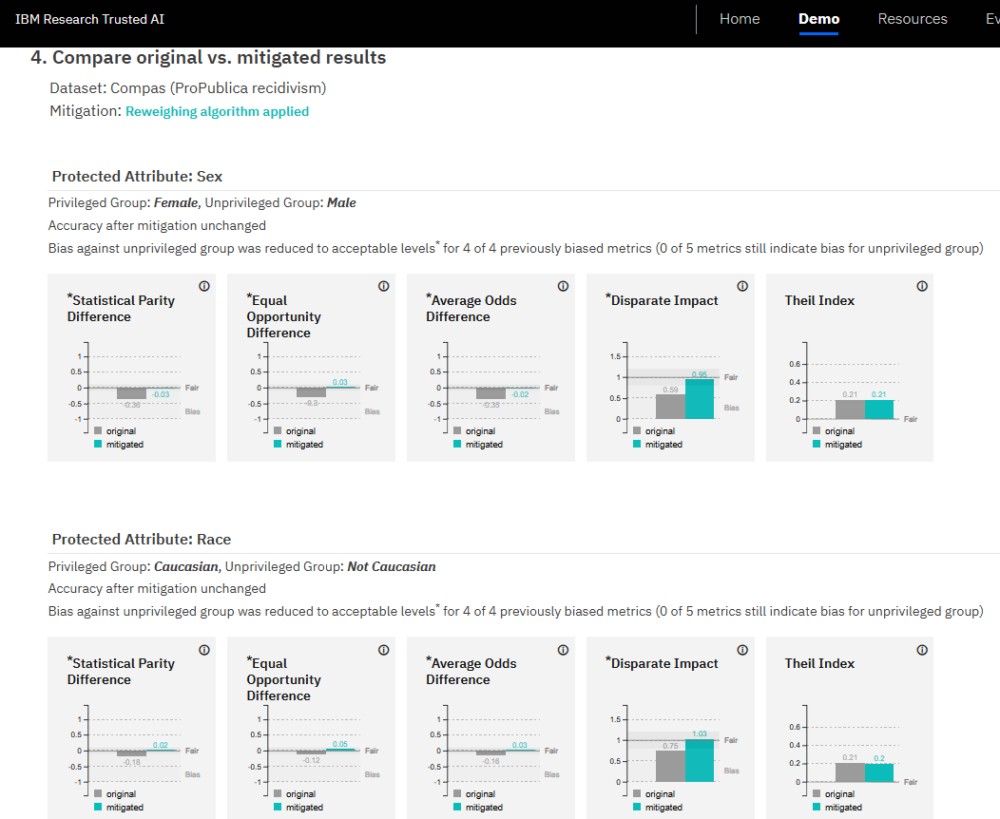 IBM Research Trusted AI
Home Demo Resources Ev
4. Compare original vs. mitigated results
Dataset: Compas (ProPublica recidivism)
Mitigation: Reweighing algorithm applied
Protected Attribute: Sex
Privileged Group: Female, Unprivileged Group: Male
Accuracy after mitigation unchanged
Bias against unprivileged group was reduced to acceptable levels* for 4 of 4 previously biased metrics (0 of 5 metrics still indicate bias for unprivileged group)
*Statistical Parity
Difference
1
0.5
0
-0.5
-1
-0.36
-0.03
Fair
Bias
original
mitigated
*Equal
Opportunity
Difference
1
0.5
0
-0.5
-1
-0.3
0.03
Fair
Bias
original
mitigated
*Average Odds
Difference
1
0.5
0
-0.5
-1
-0.35
-0.02
Fair
Bias
original
mitigated
*Disparate Impact
1.5
1
0.5
0
0.59
0.95
Fair
Bias
original
mitigated
Theil Index
0.6
0.4
0.2
0
0.21
0.21
Fair
original
mitigated
Protected Attribute: Race
Privileged Group: Caucasian, Unprivileged Group: Not Caucasian
Accuracy after mitigation unchanged
Bias against unprivileged group was reduced to acceptable levels* for 4 of 4 previously biased metrics (0 of 5 metrics still indicate bias for unprivileged group)
*Statistical Parity
Difference
1
0.5
0
-0.5
-1
-0.18
0.02
Fair
Bias
original
mitigated
*Equal
Opportunity
Difference
1
0.5
0
-0.5
-1
-0.12
0.05
Fair
Bias
original
mitigated
*Average Odds
Difference
1
0.5
0
-0.5
-1
-0.16
0.03
Fair
Bias
original
mitigated
*Disparate Impact
1.5
1
0.5
0
0.75
1.03
Fair
Bias
original
mitigated
Theil Index
0.6
0.4
0.2
0
0.21
0.2
Fair
original
mitigated